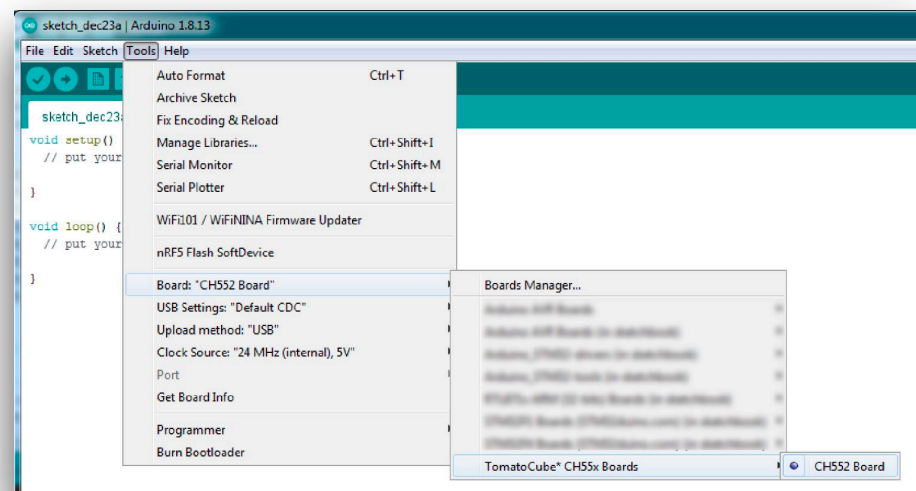 sketch_dec23a | Arduino 1.8.13
File Edit Sketch Tools Help
sketch_dec23a
void setup()
// put your
}
void loop() {
// put your
}
Auto Format Ctrl+T
Archive Sketch
Fix Encoding & Reload
Manage Libraries... Ctrl+Shift+I
Serial Monitor Ctrl+Shift+M
Serial Plotter Ctrl+Shift+L
WiFi101 / WiFiNINA Firmware Updater
nRF5 Flash SoftDevice
Board: "CH552 Board"
USB Settings: "Default CDC"
Upload method: "USB"
Clock Source: "24 MHz (internal), 5V"
Port
Get Board Info
Programmer
Burn Bootloader
Boards Manager...
TomatoCube* CH55x Boards
CH552 Board